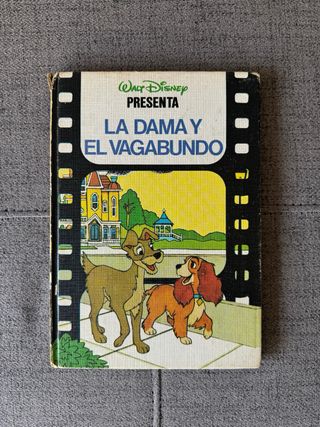 Walt Disney
PRESENTA
LA DAMA Y
EL VAGABUNDO